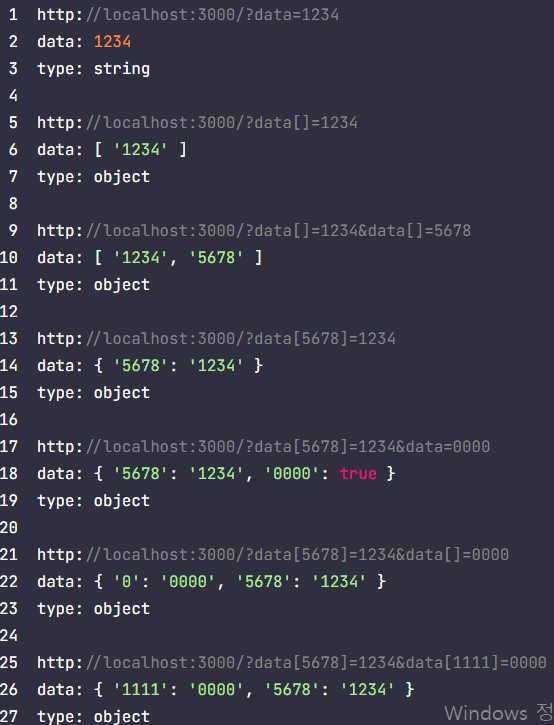 1 http://localhost:3000/?data=1234
2 data: 1234
3 type: string
4
5 http://localhost:3000/?data[]=1234
6 data: [ '1234' ]
7 type: object
8
9 http://localhost:3000/?data[]=1234&data[]=5678
10 data: [ '1234', '5678' ]
11 type: object
12
13 http://localhost:3000/?data[5678]=1234
14 data: { '5678': '1234' }
15 type: object
16
17 http://localhost:3000/?data[5678]=1234&data=0000
18 data: { '5678': '1234', '0000': true }
19 type: object
20
21 http://localhost:3000/?data[5678]=1234&data[]=0000
22 data: { '0': '0000', '5678': '1234' }
23 type: object
24
25 http://localhost:3000/?data[5678]=1234&data[1111]=0000
26 data: { '1111': '0000', '5678': '1234' }
27 type: object
Windows 정